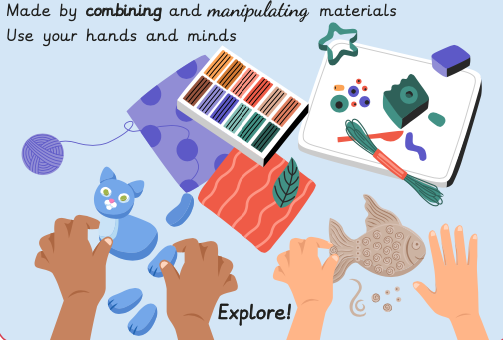 Made by combining and manipulating materials
Use your hands and minds
Explore!